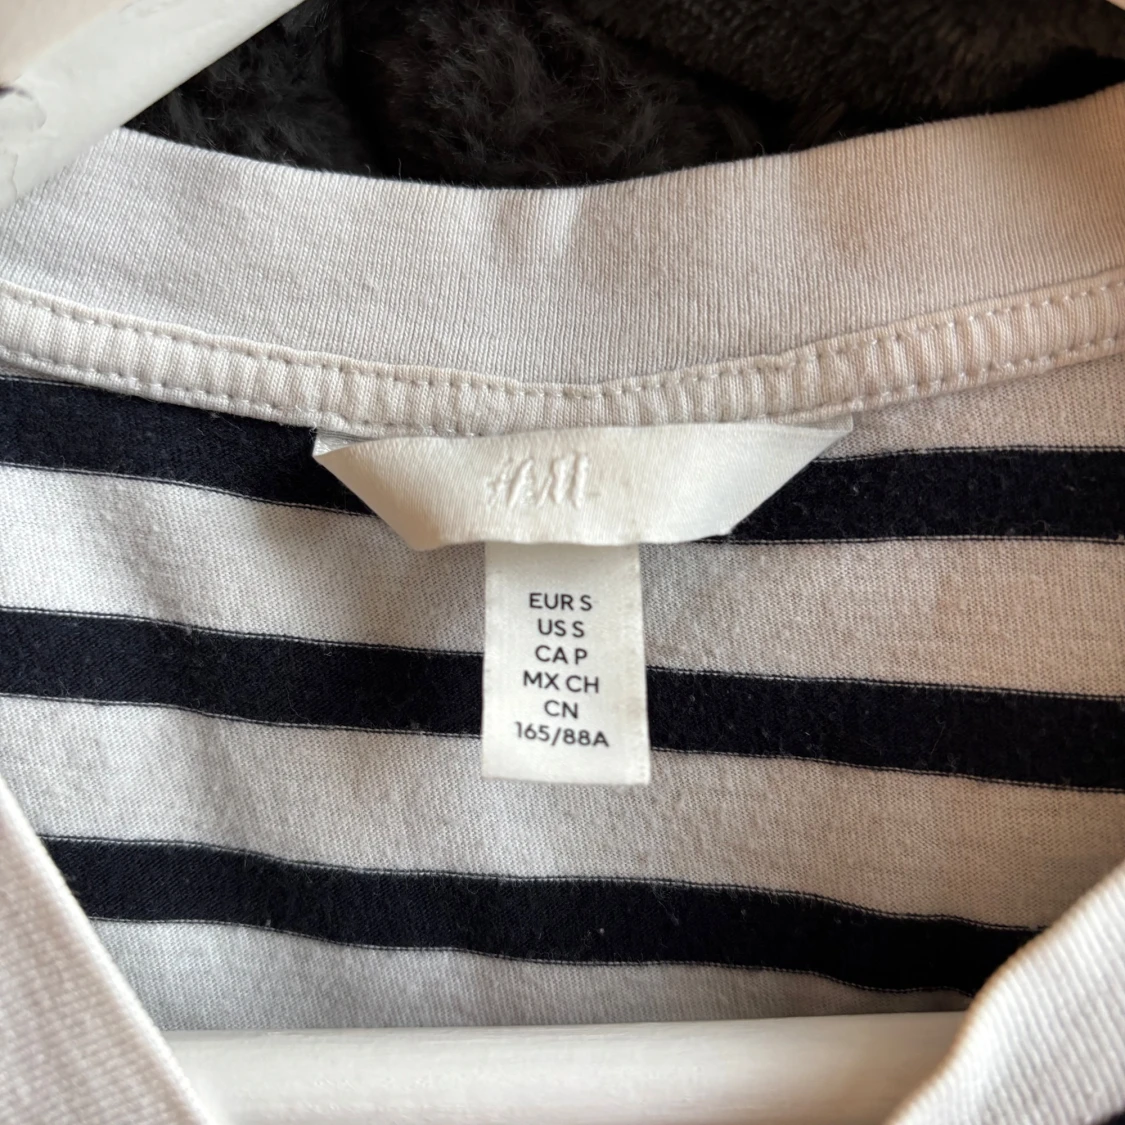 H&M
EUR S
US S
CA P
MX CH
CN
165/88A